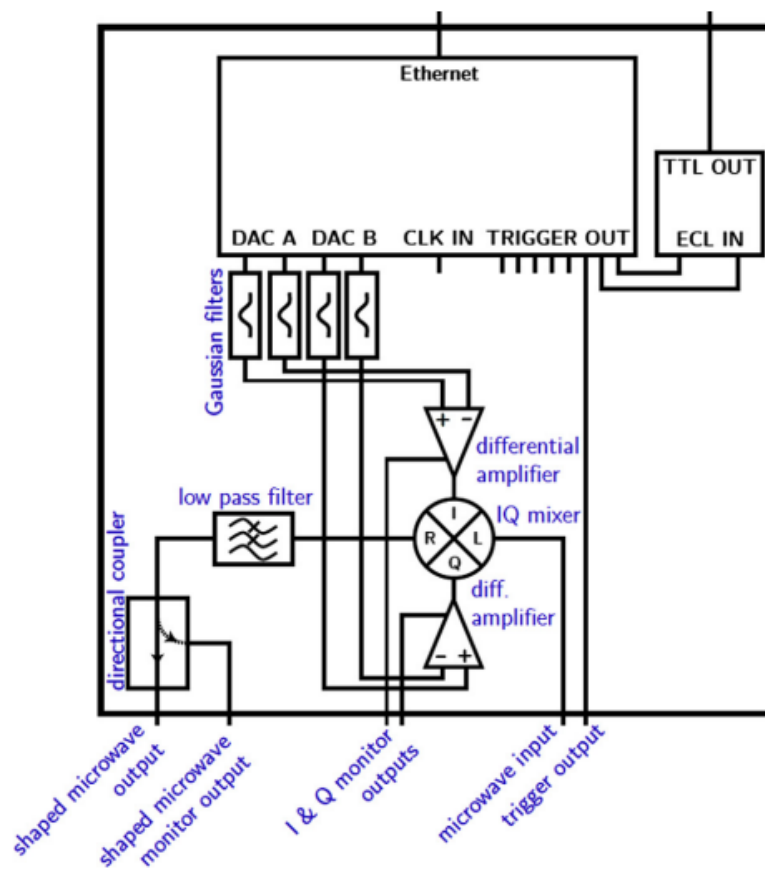 Ethernet
TTL OUT
DAC A DAC B CLK IN TRIGGER OUT
ECL IN
Gaussian filters
+ -
differential
amplifier
low pass filter
IQ mixer
I
R L
Q
directional coupler
diff.
amplifier
- +
shaped microwave
output
shaped microwave
monitor output
I & Q monitor
outputs
microwave input
trigger output